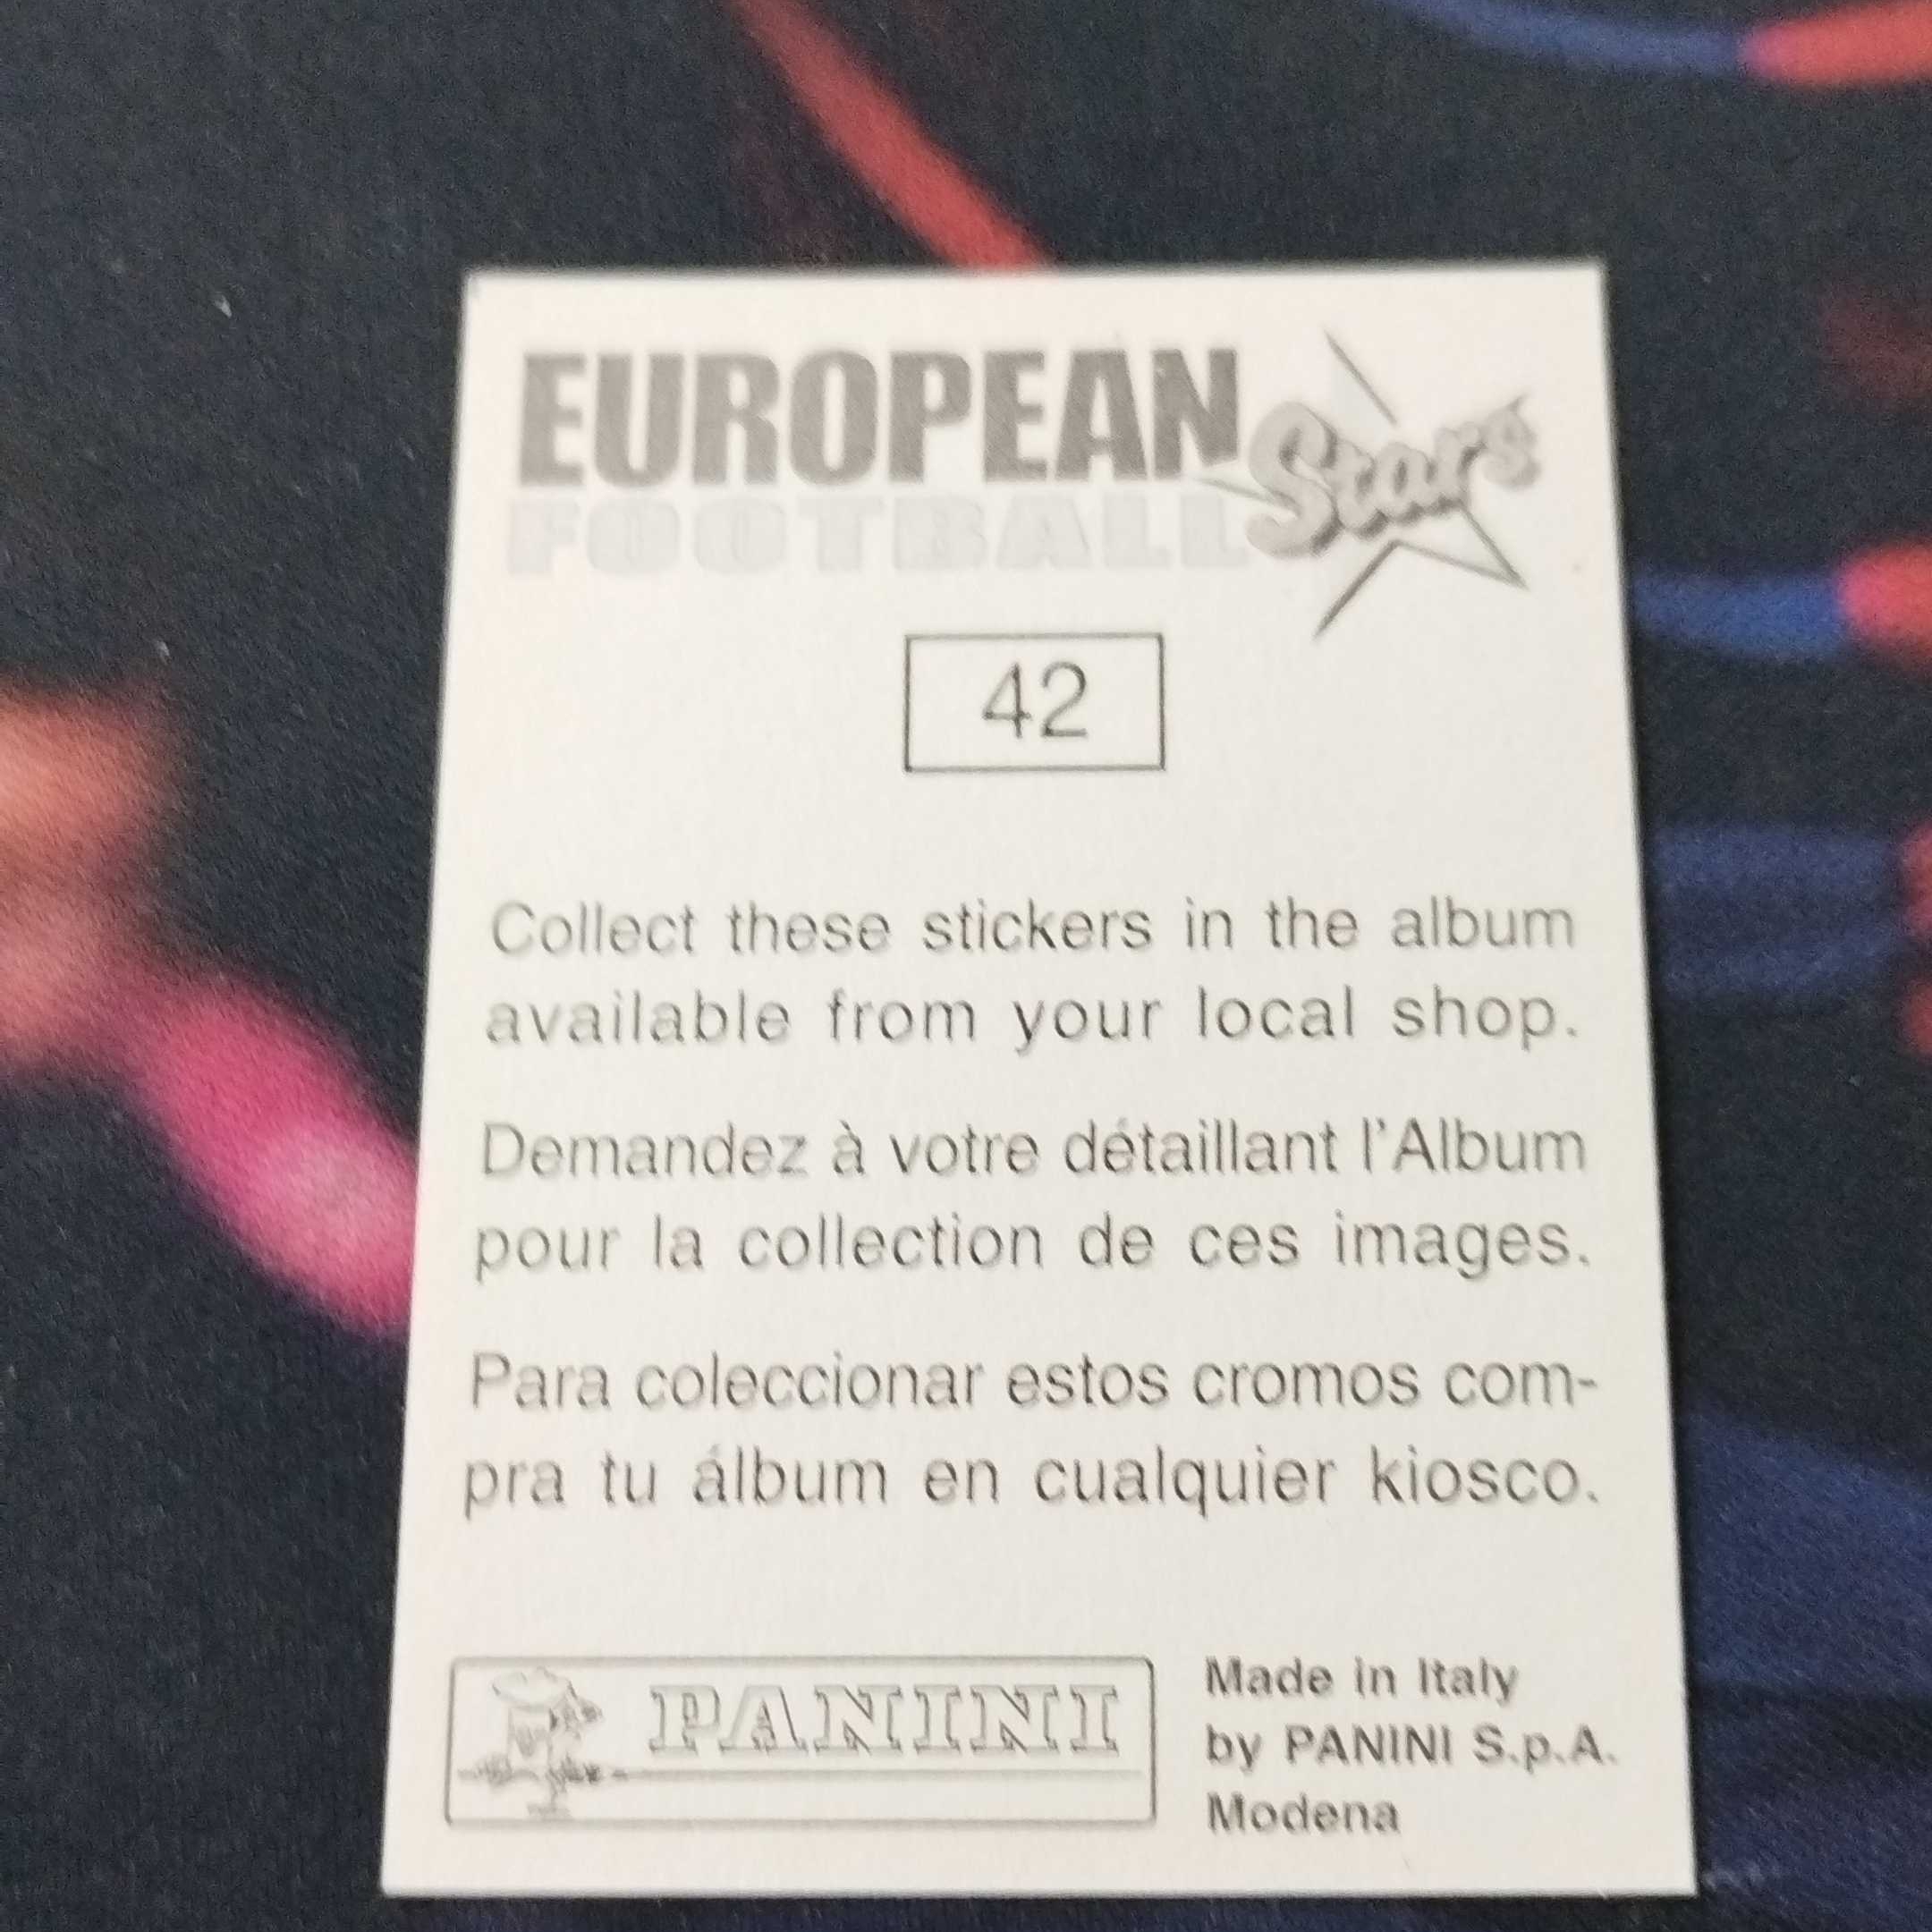 EUROPEAN Stars
FOOTBALL
42
Collect these stickers in the album
available from your local shop.
Demandez à votre détaillant l'Album
pour la collection de ces images.
Para coleccionar estos cromos com-
pra tu álbum en cualquier kiosco.
PANINI
Made in Italy
by PANINI S.p.A.
Modena